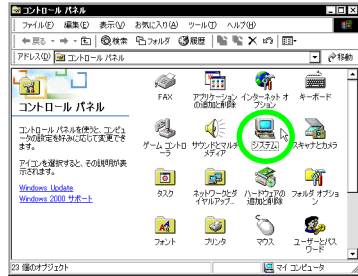 コントロール パネル
ファイル(F) 編集(E) 表示(V) お気に入り(A) ツール(T) ヘルプ(H)
戻る 検索 フォルダ 履歴
アドレス(D) コントロール パネル 移動
コントロール パネル
コントロール パネルを使うと、コンピュ
ータの設定を好みに応じて変更でき
ます。
アイコンを選択すると、その説明が表
示されます。
Windows Update
Windows 2000 サポート
FAX アプリケーション インターネット オ キーボード
の追加と削除 プション
ゲーム コントロ サウンドとマルチ システム スキャナとカメラ
ーラ メディア
タスク ネットワークとダ ハードウェアの フォルダ オプショ
イヤルアップ... 追加と削除 ン
フォント プリンタ マウス ユーザーとパス
ワード
23 個のオブジェクト マイ コンピュータ